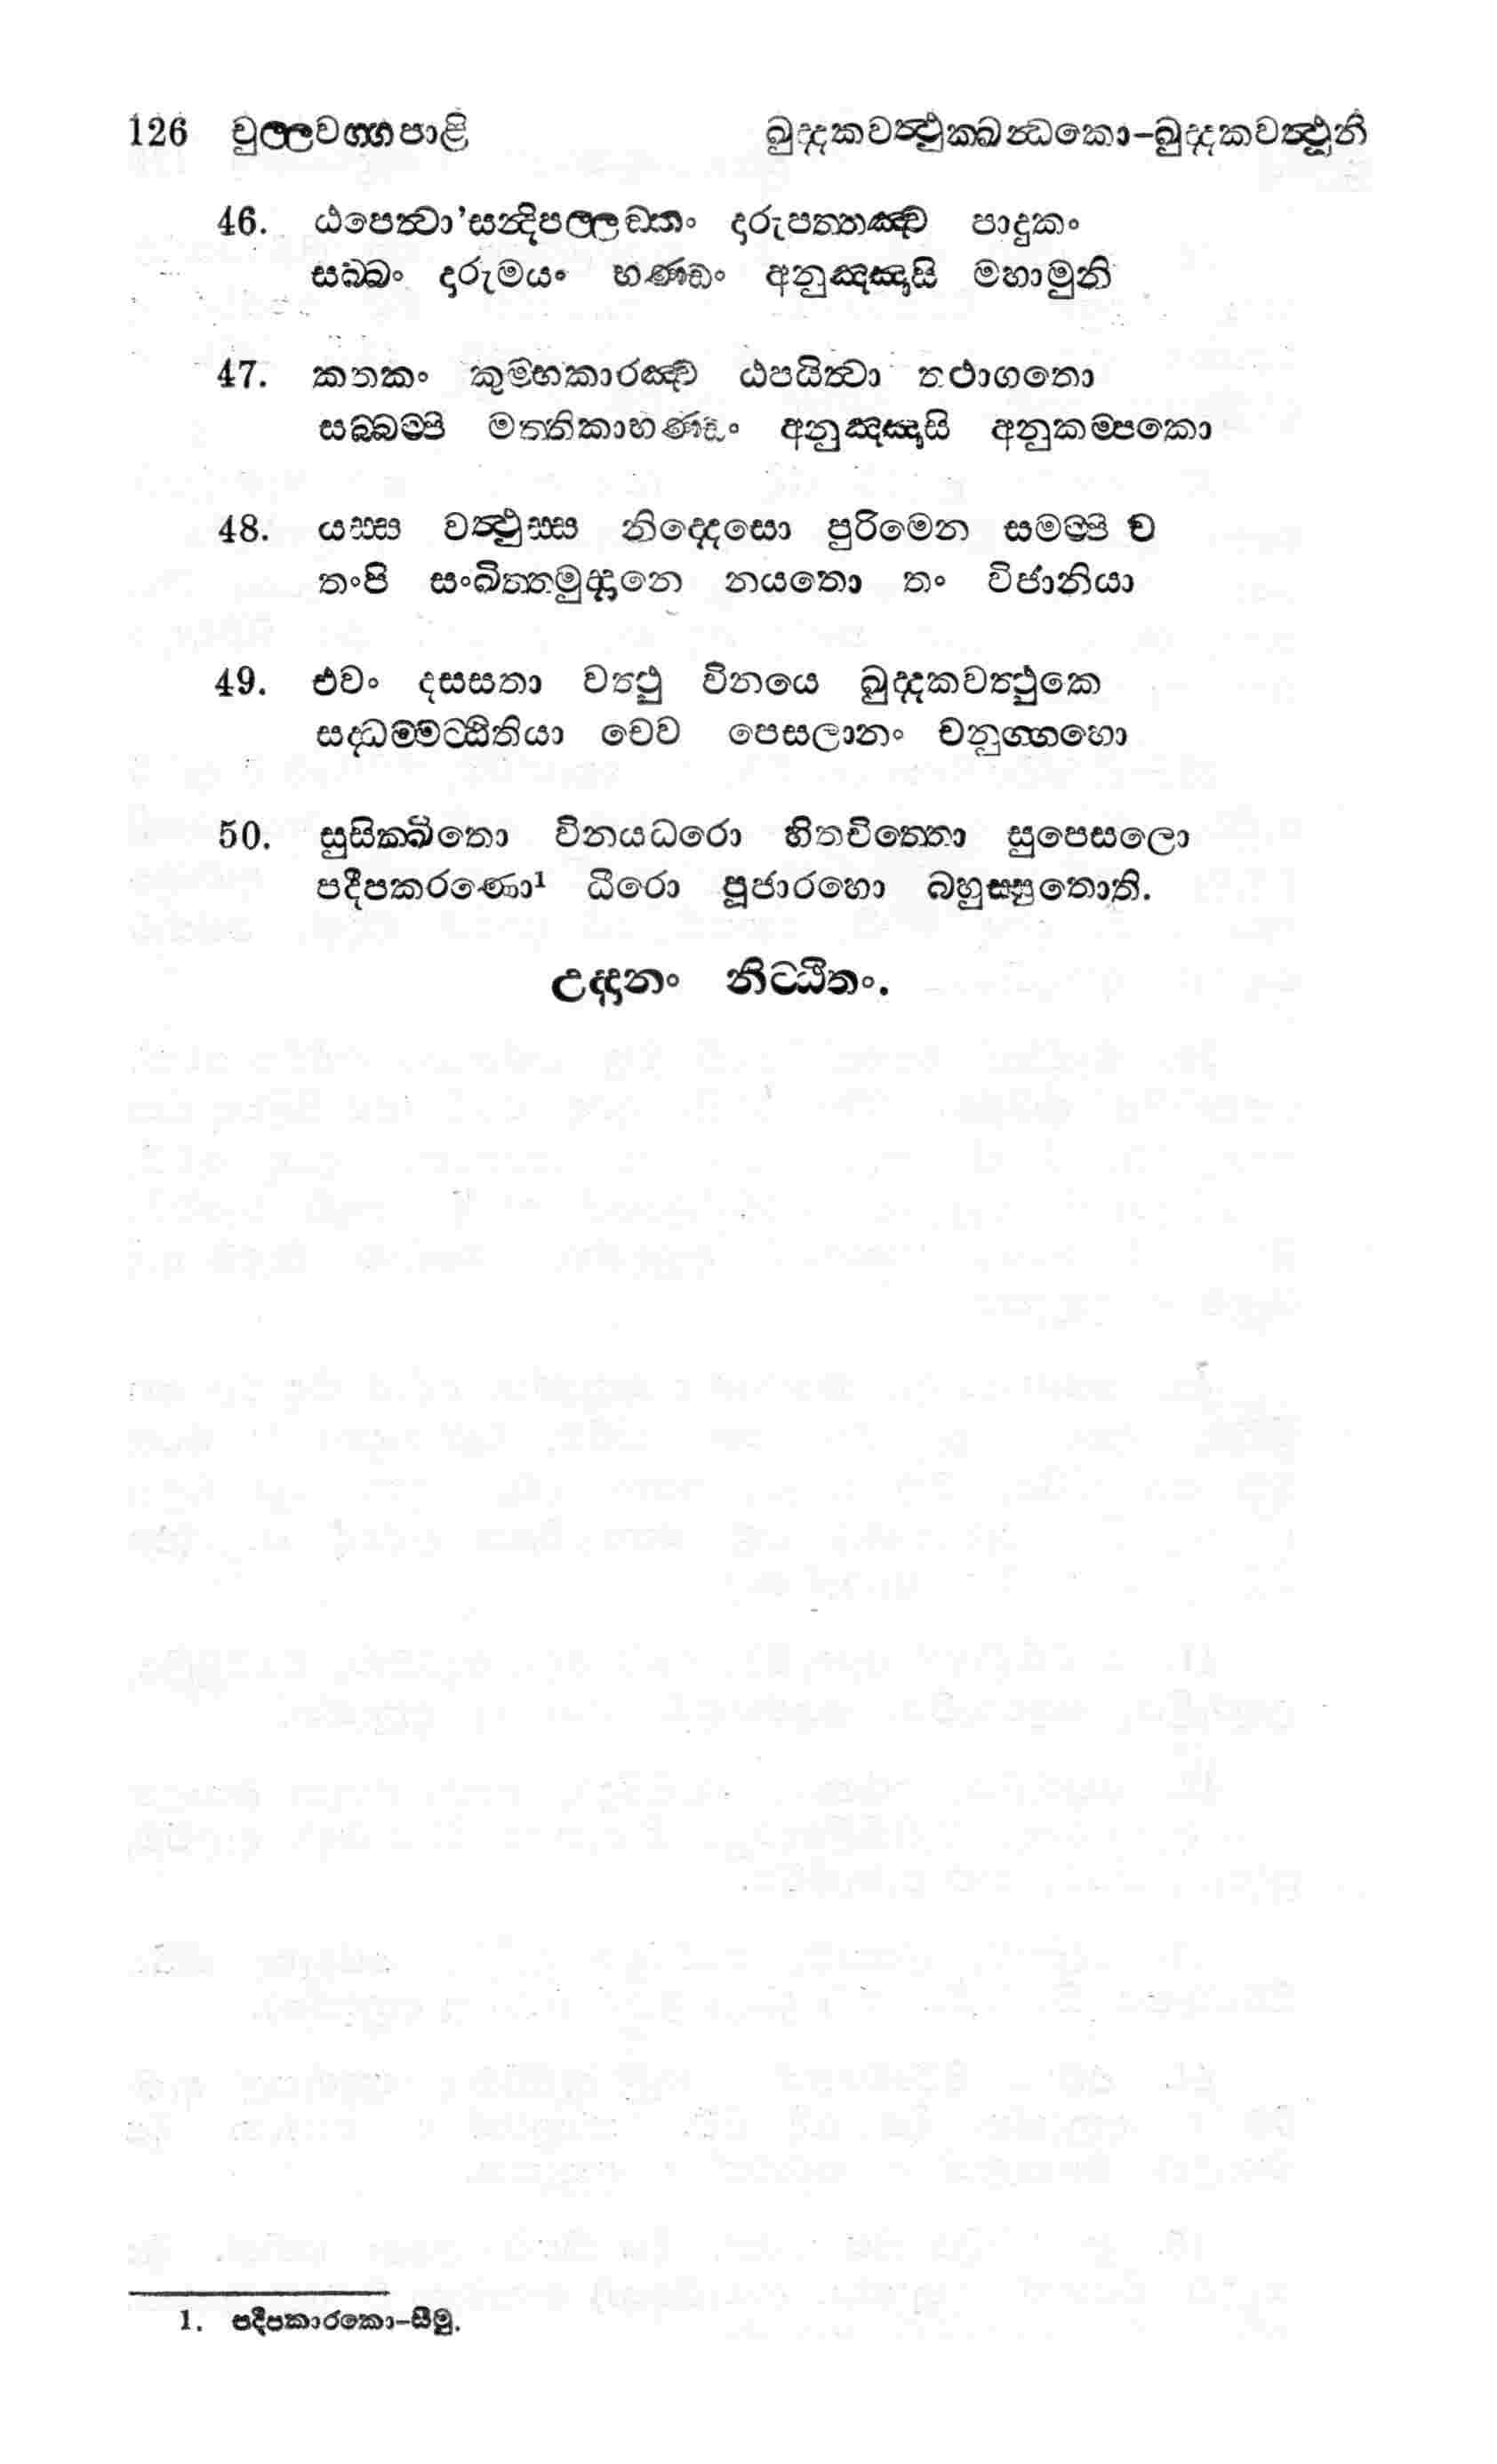 126 චුල්ලවග්ගපාළි ඛුද්දකවත්ථුක්ඛන්ධකො-ඛුද්දකවත්ථූනි
46. ඨපෙත්වා'සන්දිපල්ලඞ්කං දාරුපත්තඤ්ච පාදුකං
සබ්බං දාරුමයං භණ්ඩං අනුඤ්ඤාසි මහාමුනි
47. කතකං කුම්භකාරඤ්ච ඨපයිත්වා තථාගතො
සබ්බම්පි මත්තිකාභණ්ඩං අනුඤ්ඤාසි අනුකම්පකො
48. යස්ස වත්ථුස්ස නිද්දෙසො පුරිමෙන සමම්පි ච
තංපි සංඛිත්තමුද්දානෙ නයතො තං විජානියා
49. එවං දසසතා වත්ථු විනයෙ ඛුද්දකවත්ථුකෙ
සද්ධම්මට්ඨිතියා චෙව පෙසලානං චනුග්ගහො
50. සුසික්ඛිතො විනයධරො හිතචිත්තො සුපෙසලො
පදීපකරණො¹ ධීරො පූජාරහො බහුස්සුතොති.
උද්දානං නිට්ඨිතං.
1. පදීපකාරකො-සීමු.